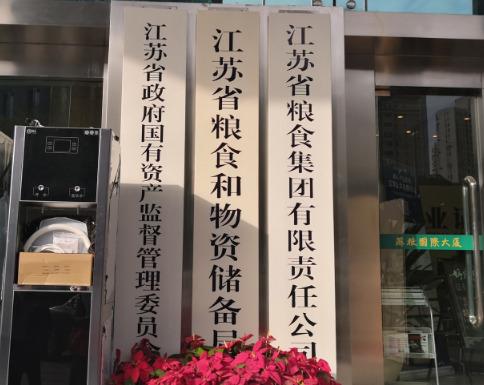 江苏省政府国有资产监督管理委员会
江苏省粮食和物资储备局
江苏省粮食集团有限责任公司
苏粮国际大厦